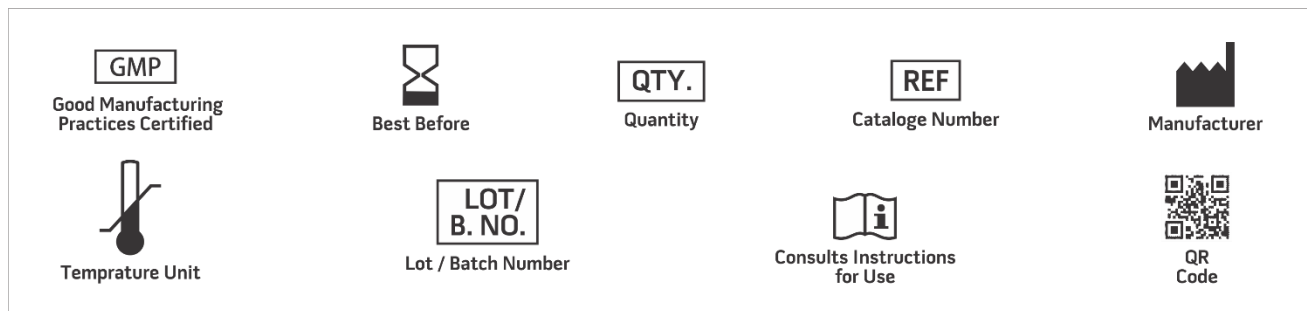 GMP
Good Manufacturing
Practices Certified
Best Before
QTY.
Quantity
REF
Cataloge Number
Manufacturer
Temprature Unit
LOT/
B. NO.
Lot / Batch Number
i
Consults Instructions
for Use
QR
Code